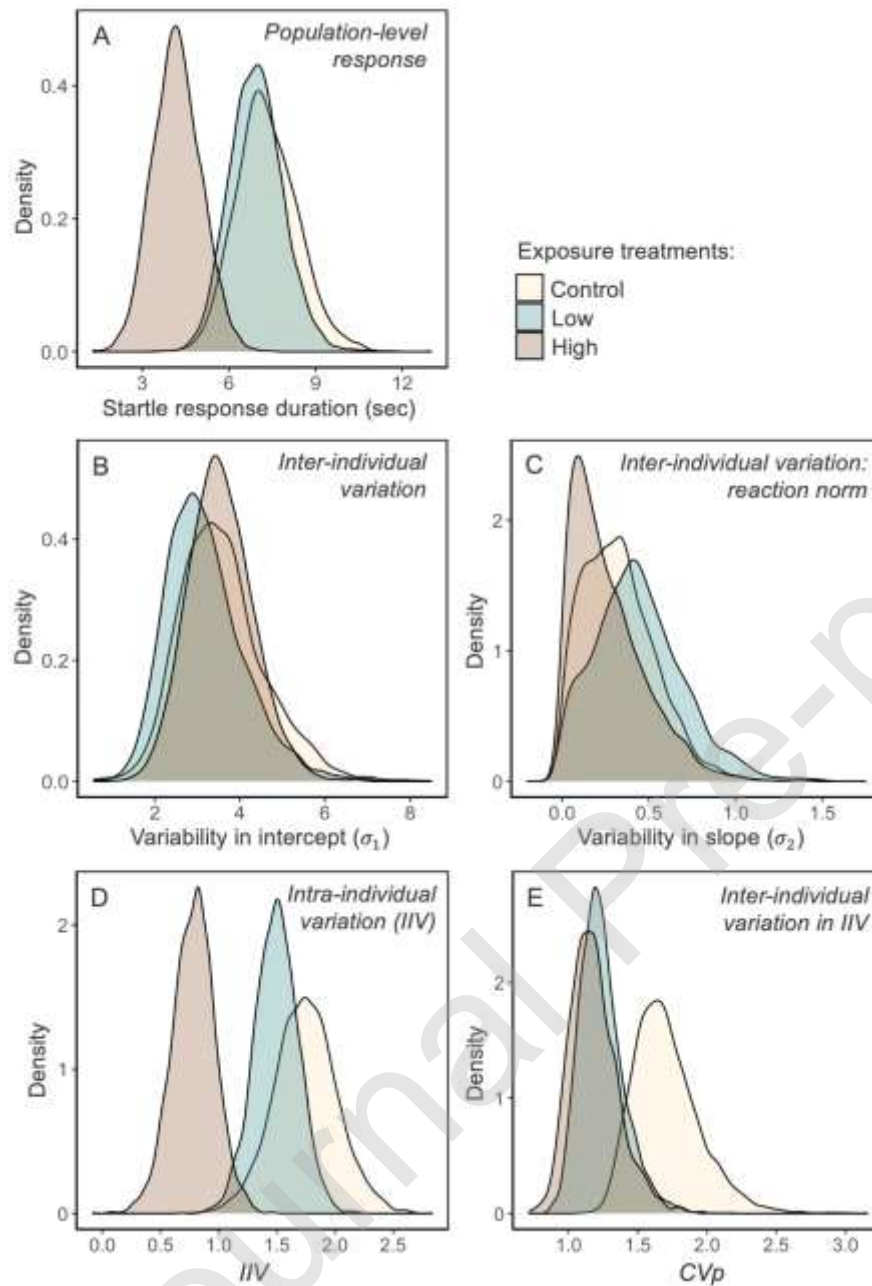 A
Population-level
response
0.4
0.2
0.0
Density
3 6 9 12
Startle response duration (sec)
Exposure treatments:
Control
Low
High
B
Inter-individual
variation
0.4
0.2
0.0
Density
2 4 6 8
Variability in intercept (σ₁)
C
Inter-individual variation:
reaction norm
2
1
0
Density
0.0 0.5 1.0 1.5
Variability in slope (σ₂)
D
Intra-individual
variation (IIV)
2
1
0
Density
0.0 0.5 1.0 1.5 2.0 2.5
IIV
E
Inter-individual
variation in IIV
2
1
0
Density
1.0 1.5 2.0 2.5 3.0
CVp
Journal Pre-p